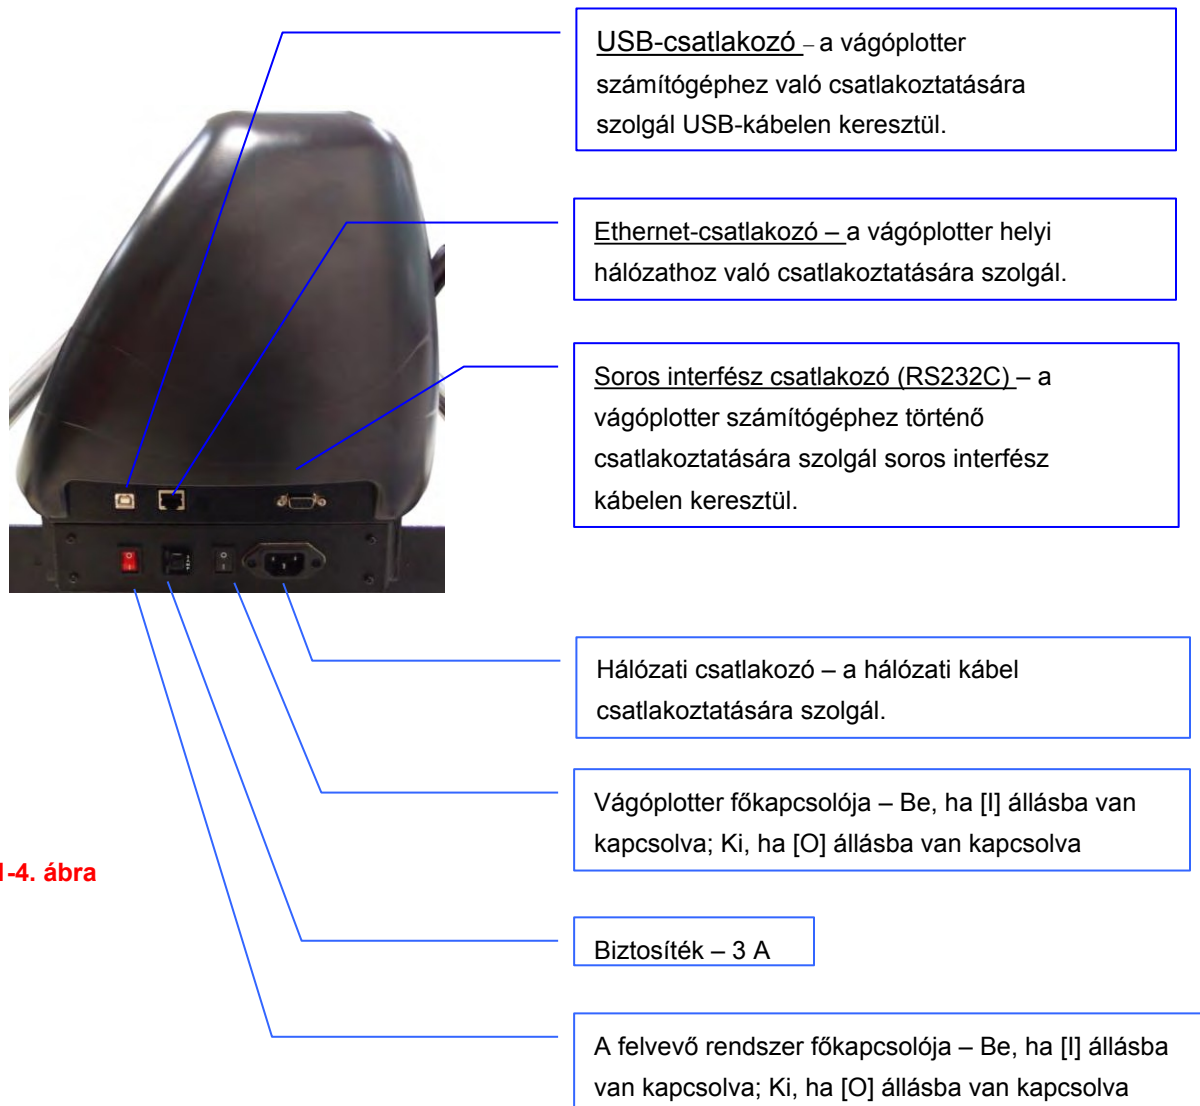 USB-csatlakozó – a vágóplotter
számítógéphez való csatlakoztatására
szolgál USB-kábelen keresztül.
Ethernet-csatlakozó – a vágóplotter helyi
hálózathoz való csatlakoztatására szolgál.
Soros interfész csatlakozó (RS232C) – a
vágóplotter számítógéphez történő
csatlakoztatására szolgál soros interfész
kábelen keresztül.
Hálózati csatlakozó – a hálózati kábel
csatlakoztatására szolgál.
Vágóplotter főkapcsolója – Be, ha [I] állásba van
kapcsolva; Ki, ha [O] állásba van kapcsolva
1-4. ábra
Biztosíték – 3 A
A felvevő rendszer főkapcsolója – Be, ha [I] állásba
van kapcsolva; Ki, ha [O] állásba van kapcsolva